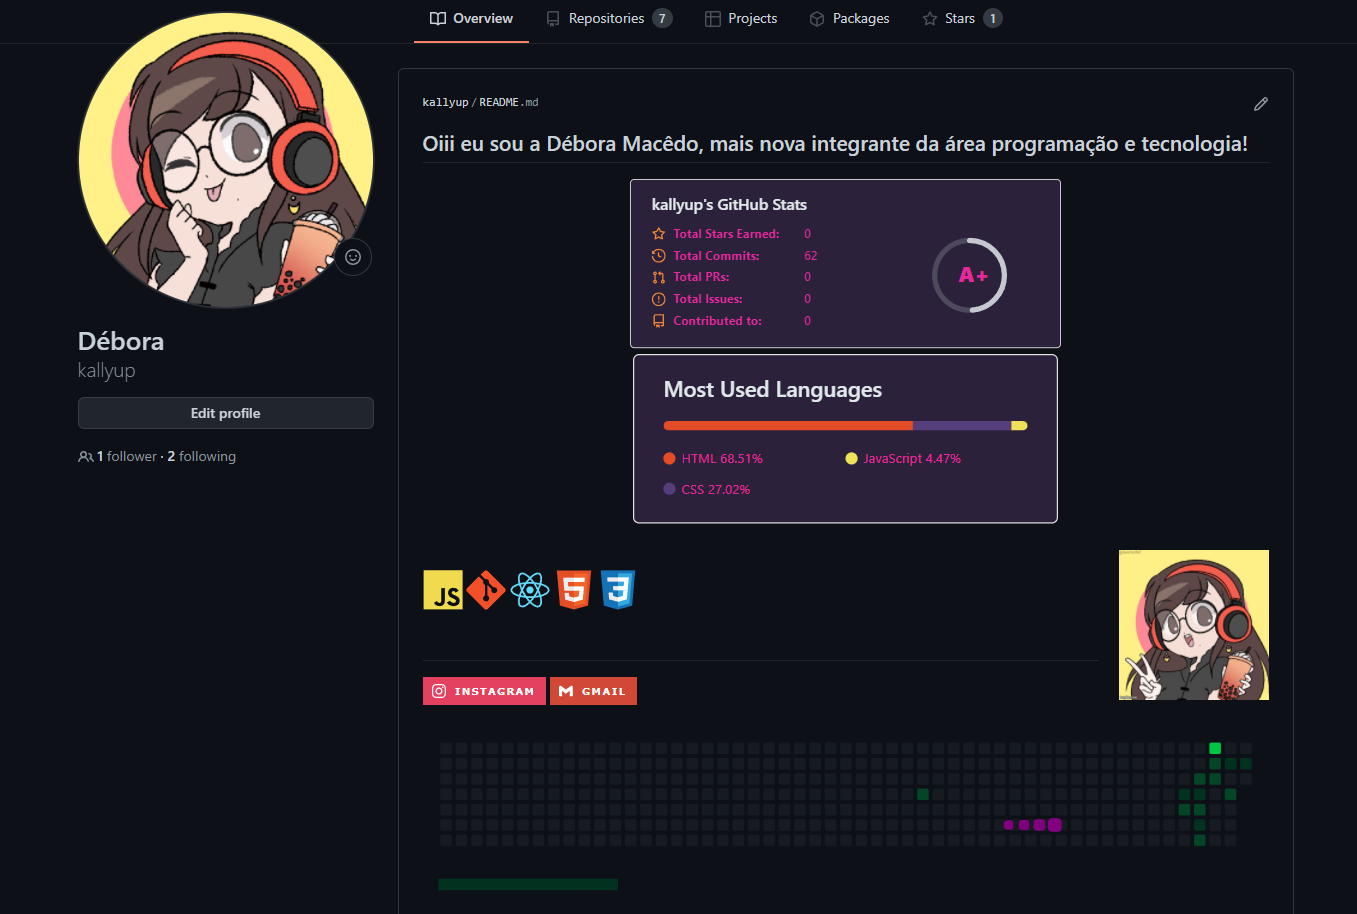 Overview Repositories 7 Projects Packages Stars 1
kallyup/README.md
Oiii eu sou a Débora Macêdo, mais nova integrante da área programação e tecnologia!
kallyup's GitHub Stats
Total Stars Earned: 0
Total Commits: 62
Total PRs: 0
Total Issues: 0
Contributed to: 0
A+
Débora
kallyup
Edit profile
1 follower · 2 following
Most Used Languages
HTML 68.51%
JavaScript 4.47%
CSS 27.02%
JS
5
3
INSTAGRAM
GMAIL